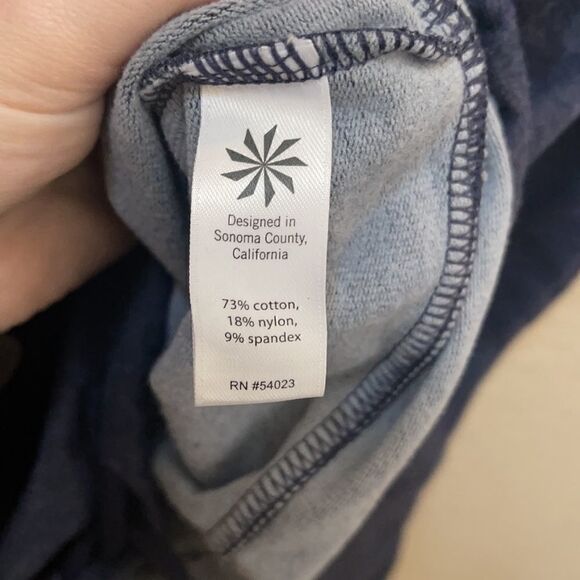 Designed in
Sonoma County,
California
73% cotton,
18% nylon,
9% spandex
RN #54023